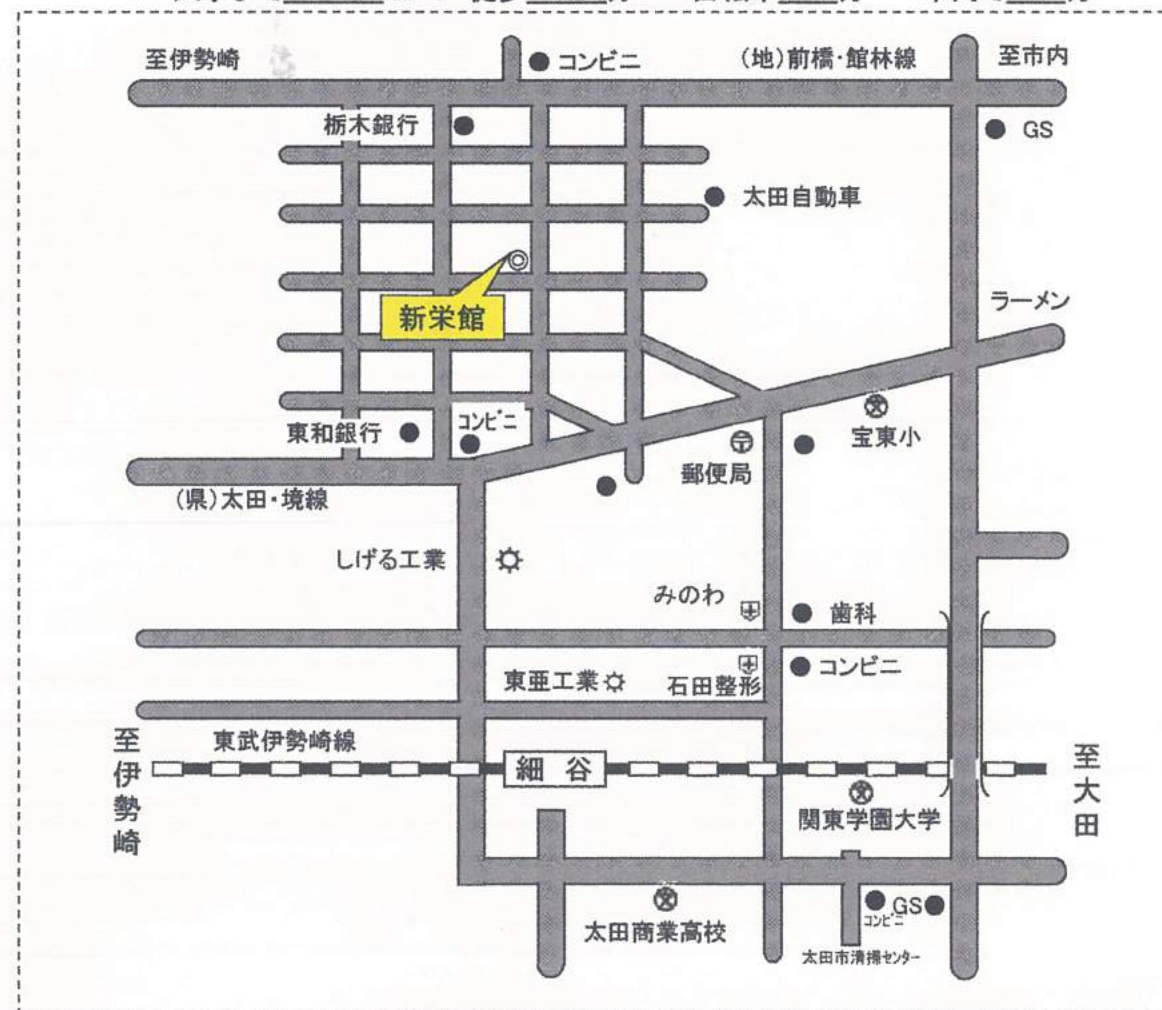 至伊勢崎
コンビニ
(地)前橋・館林線
至市内
栃木銀行
GS
太田自動車
新栄館
ラーメン
東和銀行
コンビニ
宝東小
郵便局
(県)太田・境線
しげる工業
みのわ
歯科
東亜工業
石田整形
コンビニ
至伊勢崎
東武伊勢崎線
細谷
至大田
関東学園大学
太田商業高校
コンビニ
GS
太田市清掃センター